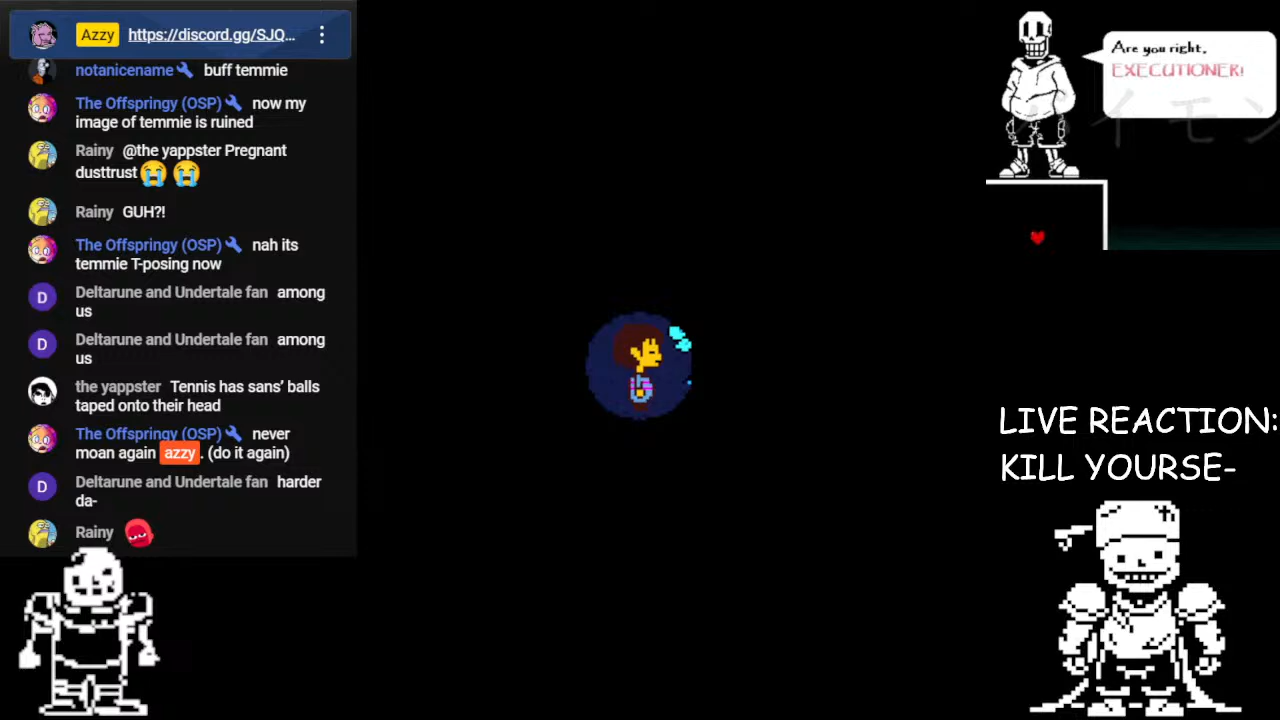 Azzy https://discord.gg/SJQ...
notanicename buff temmie
The Offspringy (OSP) now my
image of temmie is ruined
Rainy @the yappster Pregnant
dusttrust
Rainy GUH?!
The Offspringy (OSP) nah its
temmie T-posing now
D Deltarune and Undertale fan among
us
D Deltarune and Undertale fan among
us
the yappster Tennis has sans' balls
taped onto their head
The Offspringy (OSP) never
moan again azzy. (do it again)
D Deltarune and Undertale fan harder
da-
Rainy
Are you right,
EXECUTIONER!
イモン
LIVE REACTION:
KILL YOURSE-